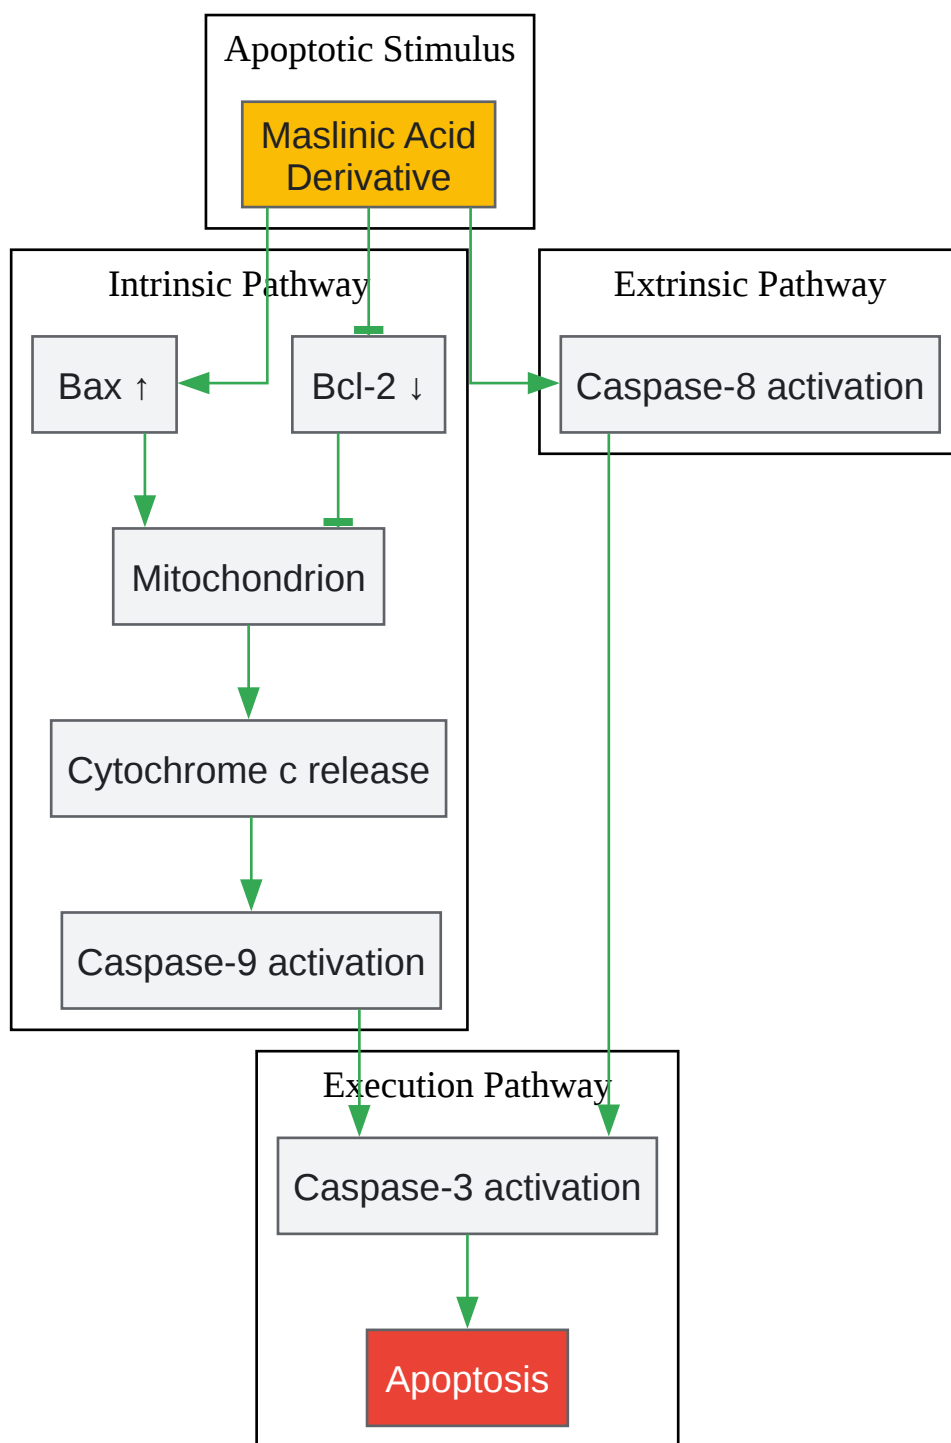 Apoptotic Stimulus
Maslinic Acid
Derivative
Intrinsic Pathway
Extrinsic Pathway
Bax ↑
Bcl-2 ↓
Caspase-8 activation
Mitochondrion
Cytochrome c release
Caspase-9 activation
Execution Pathway
Caspase-3 activation
Apoptosis